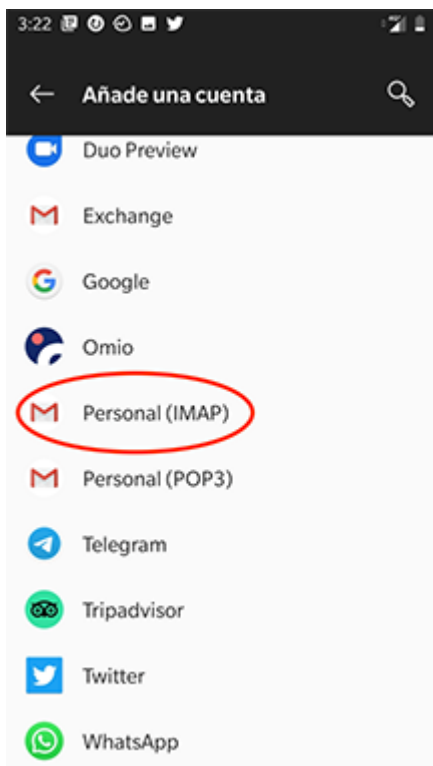 3:22
Añade una cuenta
Duo Preview
Exchange
Google
Omio
Personal (IMAP)
Personal (POP3)
Telegram
Tripadvisor
Twitter
WhatsApp